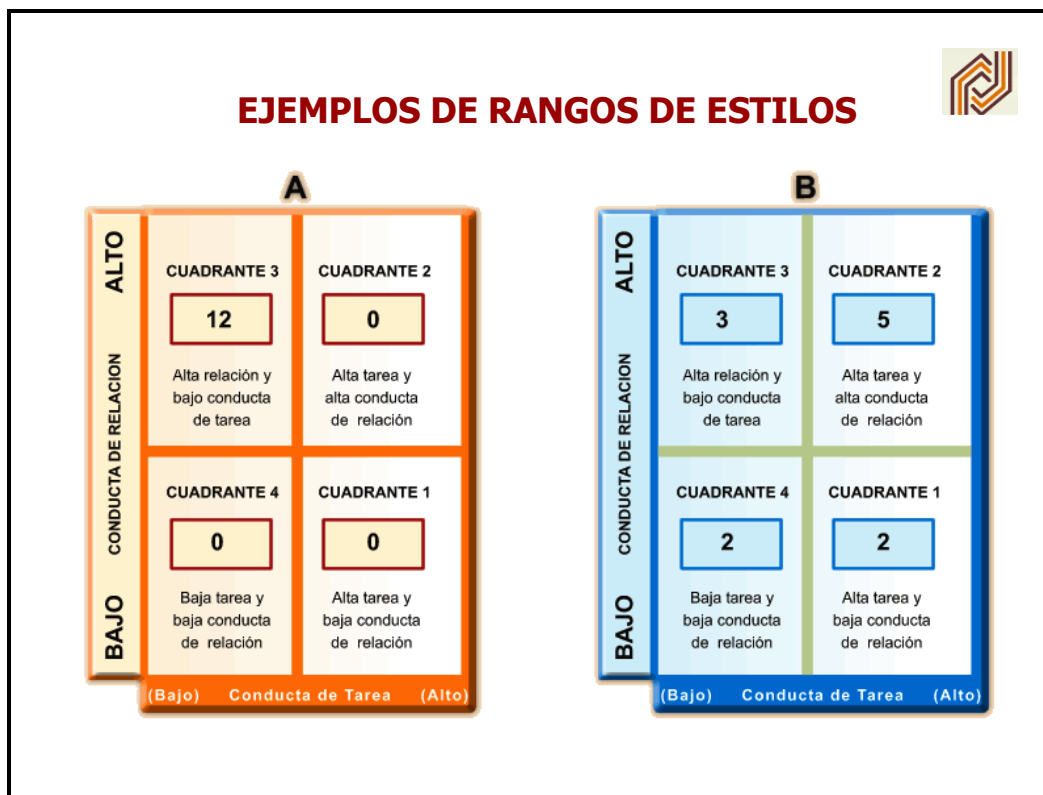 EJEMPLOS DE RANGOS DE ESTILOS
A
ALTO
CONDUCTA DE RELACION
BAJO
CUADRANTE 3
12
Alta relación y
bajo conducta
de tarea
CUADRANTE 2
0
Alta tarea y
alta conducta
de relación
CUADRANTE 4
0
Baja tarea y
baja conducta
de relación
CUADRANTE 1
0
Alta tarea y
baja conducta
de relación
(Bajo) Conducta de Tarea (Alto)
B
ALTO
CONDUCTA DE RELACION
BAJO
CUADRANTE 3
3
Alta relación y
bajo conducta
de tarea
CUADRANTE 2
5
Alta tarea y
alta conducta
de relación
CUADRANTE 4
2
Baja tarea y
baja conducta
de relación
CUADRANTE 1
2
Alta tarea y
baja conducta
de relación
(Bajo) Conducta de Tarea (Alto)